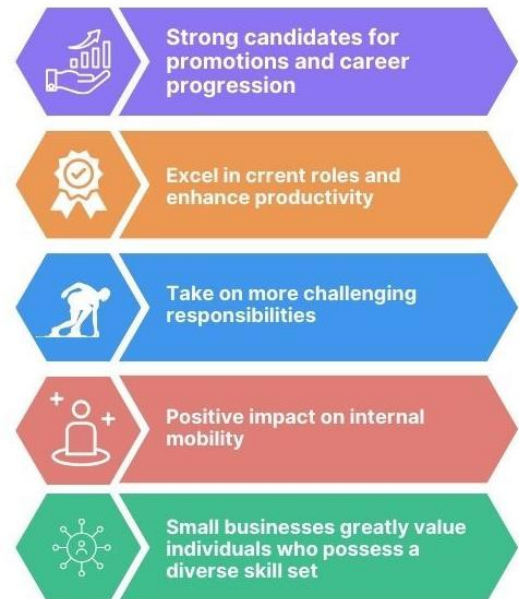 Strong candidates for
promotions and career
progression
Excel in crrent roles and
enhance productivity
Take on more challenging
responsibilities
Positive impact on internal
mobility
Small businesses greatly value
individuals who possess a
diverse skill set